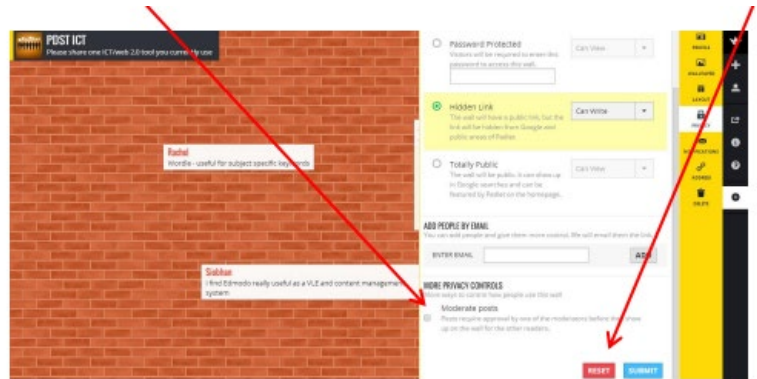 POST ICT
Please share one ICT/web 2.0 tool you currently use
Rachel
Wordle - useful for subject specific keywords
Siobhan
I find Edmodo really useful as a VLE and content management
system
Password Protected
Visitors will be required to enter this
password to access this wall.
Can View
Hidden Link
The wall will have a public link, but the
link will be hidden from Google and
public areas of Padlet.
Can Write
Totally Public
The wall will be public. It can show up
in Google searches and can be
featured by Padlet on the homepage.
Can View
ADD PEOPLE BY EMAIL
You can add people and give them more control. We will email them the link.
ENTER EMAIL
ADD
MORE PRIVACY CONTROLS
More ways to control how people use this wall
Moderate posts
Posts require approval by one of the moderators before they show
up on the wall for the other readers.
RESET
SUBMIT
PROFILE
WALLPAPER
LAYOUT
PRIVACY
NOTIFICATIONS
ADDRESS
DELETE